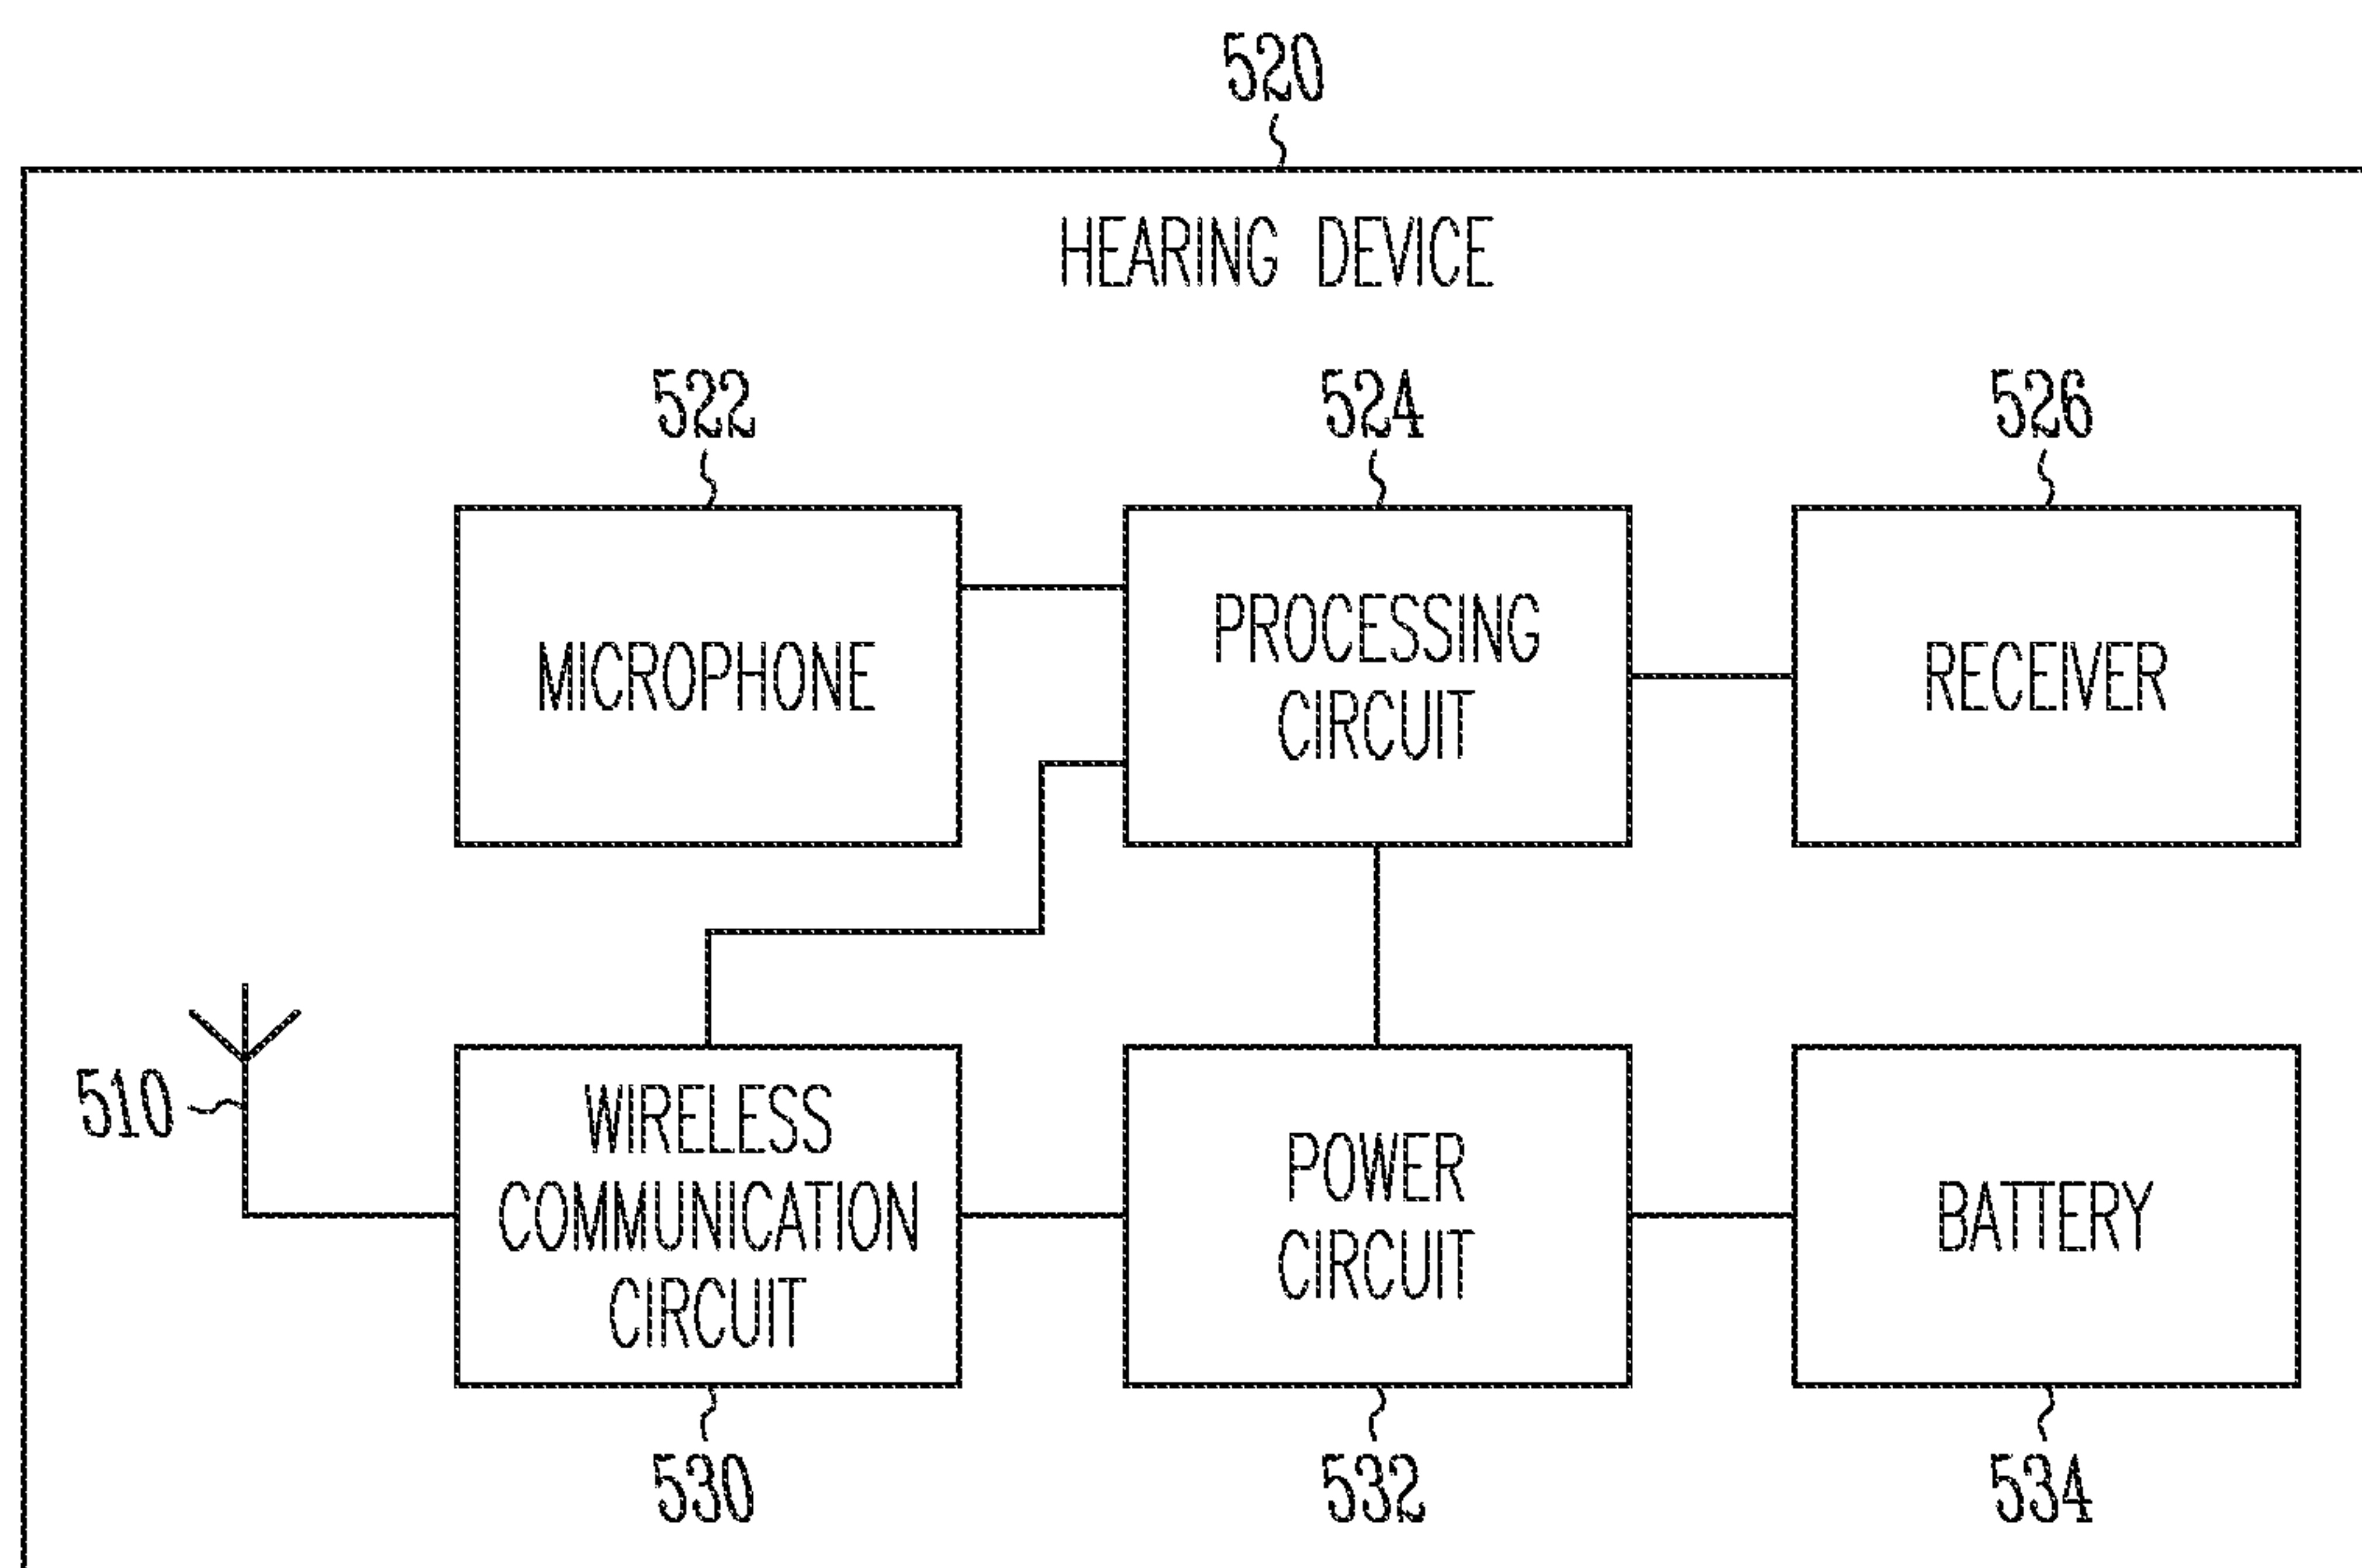 520
HEARING DEVICE
522
524
526
MICROPHONE
PROCESSING
CIRCUIT
RECEIVER
510
WIRELESS
COMMUNICATION
CIRCUIT
POWER
CIRCUIT
BATTERY
530
532
534